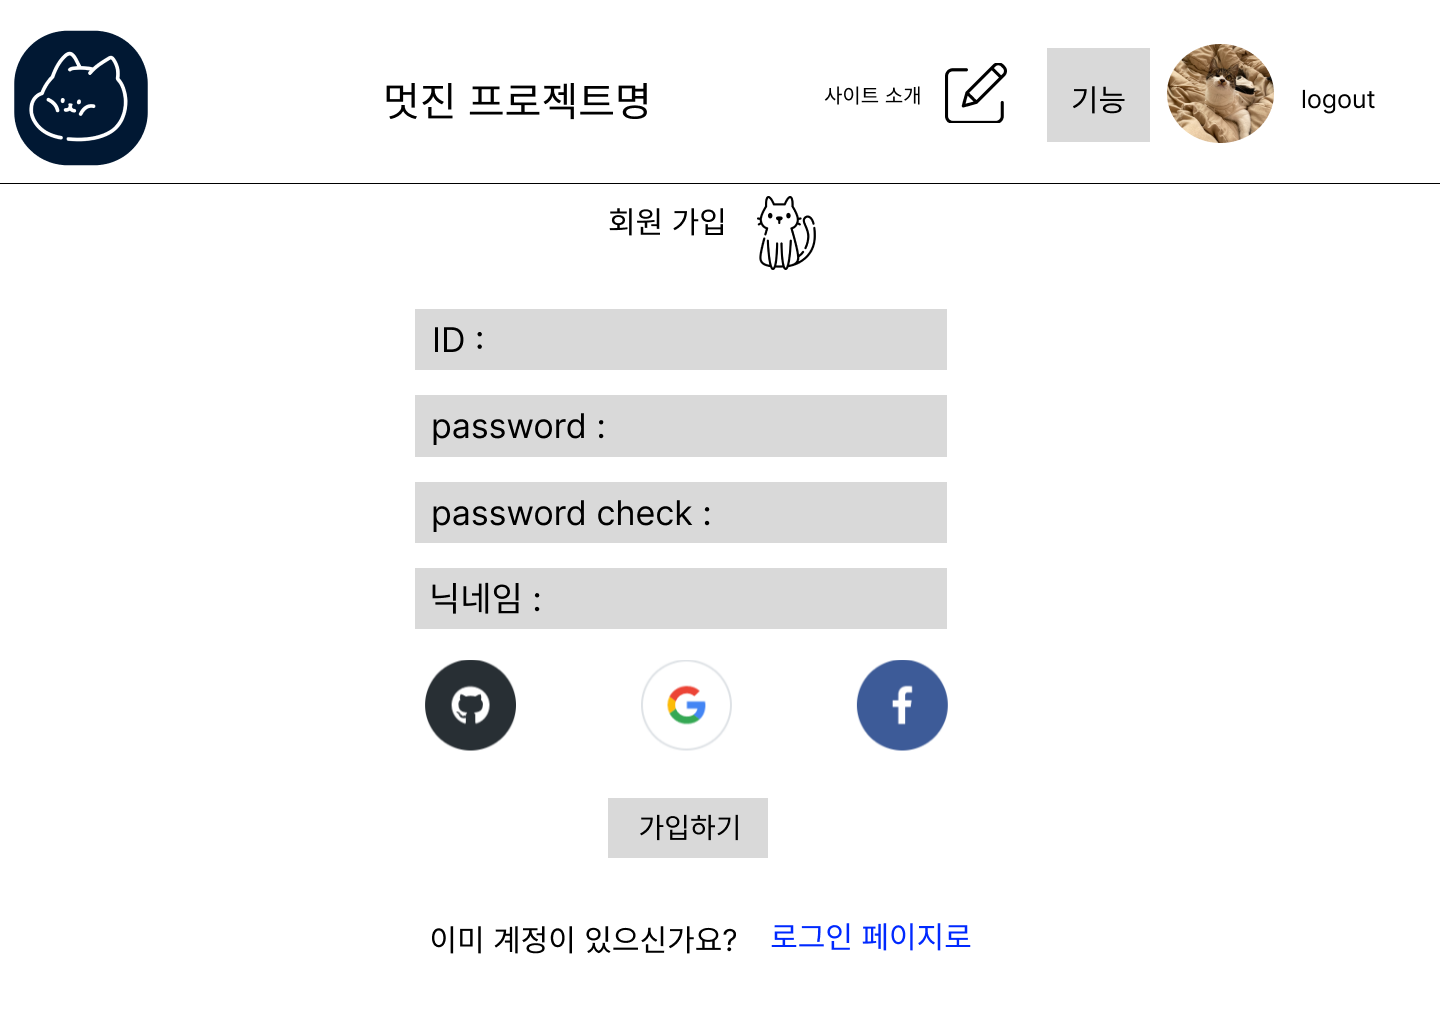 멋진 프로젝트명
사이트 소개
기능
logout
회원 가입
ID :
password :
password check :
닉네임 :
가입하기
이미 계정이 있으신가요? 로그인 페이지로